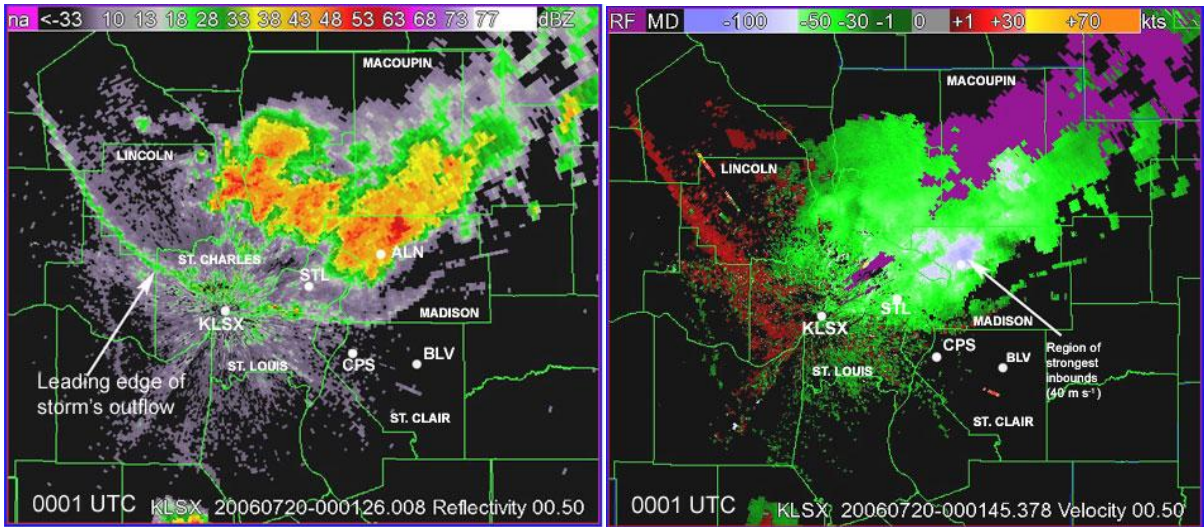 na <-33 10 13 18 28 33 43 48 53 63 68 73 77 dBZ
MACOUPIN
LINCOLN
ST. CHARLES
ALN
STL
KLSX
MADISON
ST. LOUIS
CPS
BLV
Leading edge of
storm's outflow
ST. CLAIR
0001 UTC
KLSX 20060720-000126.008 Reflectivity 00.50
RF MD -100 -50 -30 -1 0 +1 +30 +70 kts
MACOUPIN
LINCOLN
STL
KLSX
MADISON
CPS
BLV
ST. LOUIS
Region of
strongest
inbounds
(40 m s⁻¹)
ST. CLAIR
0001 UTC
KLSX 20060720-000145.378 Velocity 00.50